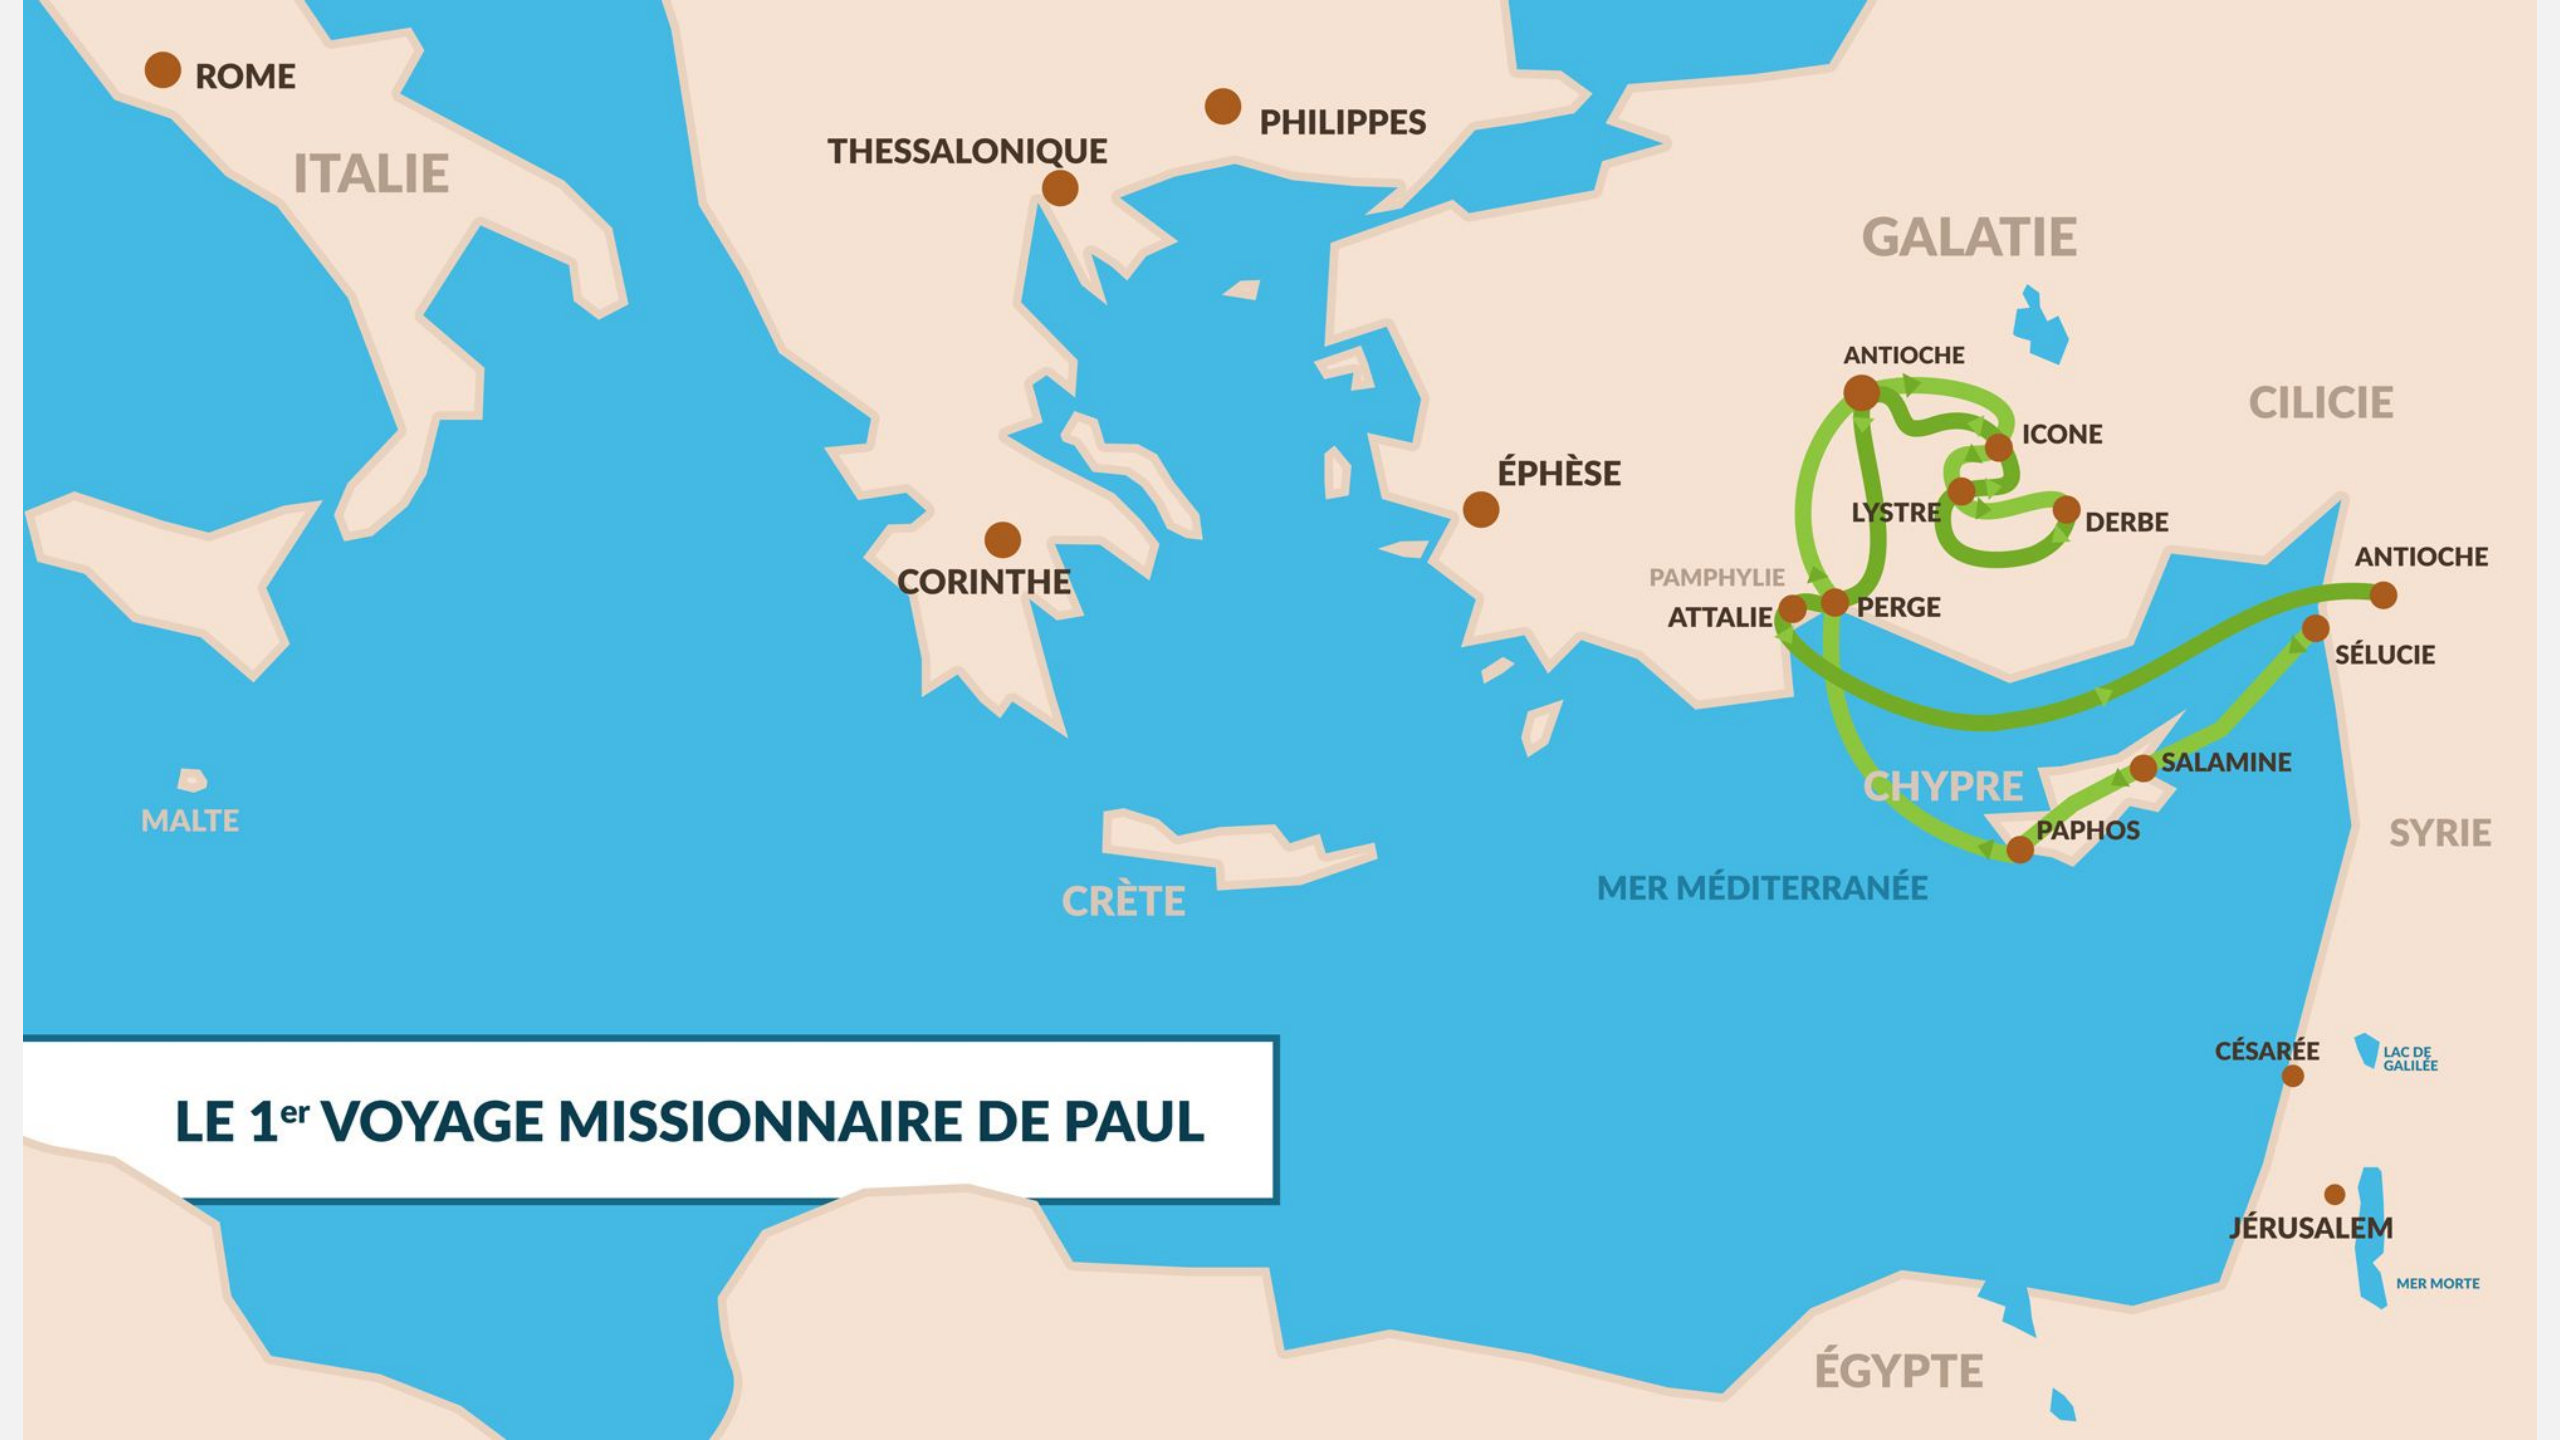 ROME
ITALIE
THESSALONIQUE
PHILIPPES
GALATIE
ANTIOCHE
CILICIE
ICONE
ÉPHÈSE
LYSTRE
DERBE
CORINTHE
PAMPHYLIE
ATTALIE
PERGE
ANTIOCHE
SÉLUCIE
MALTE
CHYPRE
SALAMINE
PAPHOS
SYRIE
CRÈTE
MER MÉDITERRANÉE
CÉSARÉE
LAC DE
GALILÉE
LE 1er VOYAGE MISSIONNAIRE DE PAUL
JÉRUSALEM
MER MORTE
ÉGYPTE